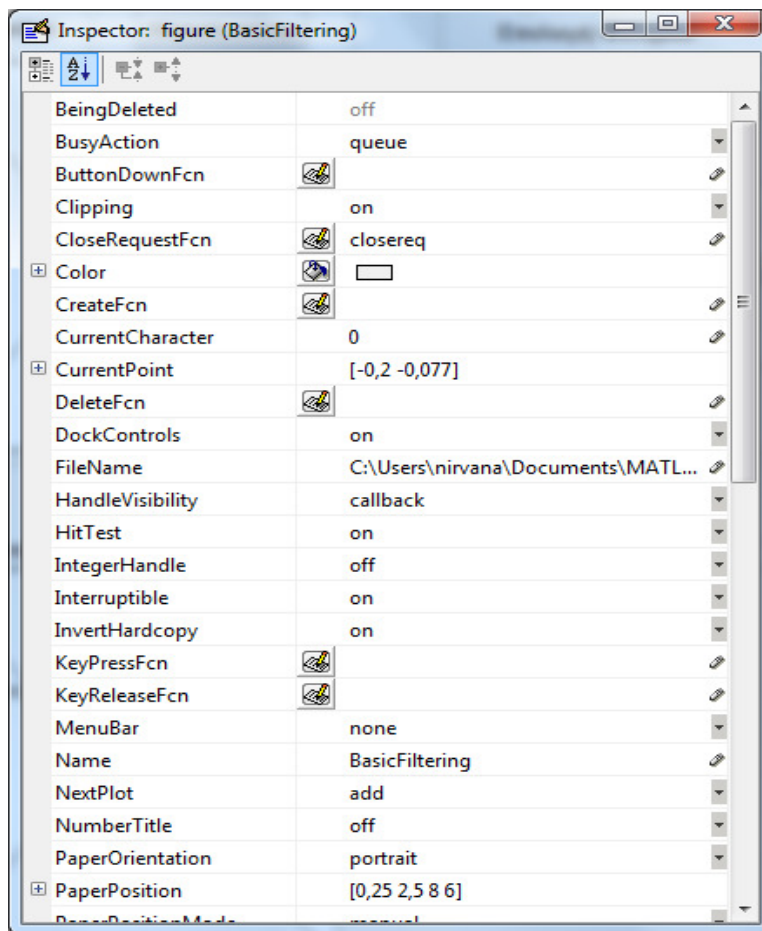 Inspector: figure (BasicFiltering)
BeingDeleted off
BusyAction queue
ButtonDownFcn
Clipping on
CloseRequestFcn closereq
Color
CreateFcn
CurrentCharacter 0
CurrentPoint [-0,2 -0,077]
DeleteFcn
DockControls on
FileName C:\Users\nirvana\Documents\MATL...
HandleVisibility callback
HitTest on
IntegerHandle off
Interruptible on
InvertHardcopy on
KeyPressFcn
KeyReleaseFcn
MenuBar none
Name BasicFiltering
NextPlot add
NumberTitle off
PaperOrientation portrait
PaperPosition [0,25 2,5 8 6]
PaperPositionMode manual